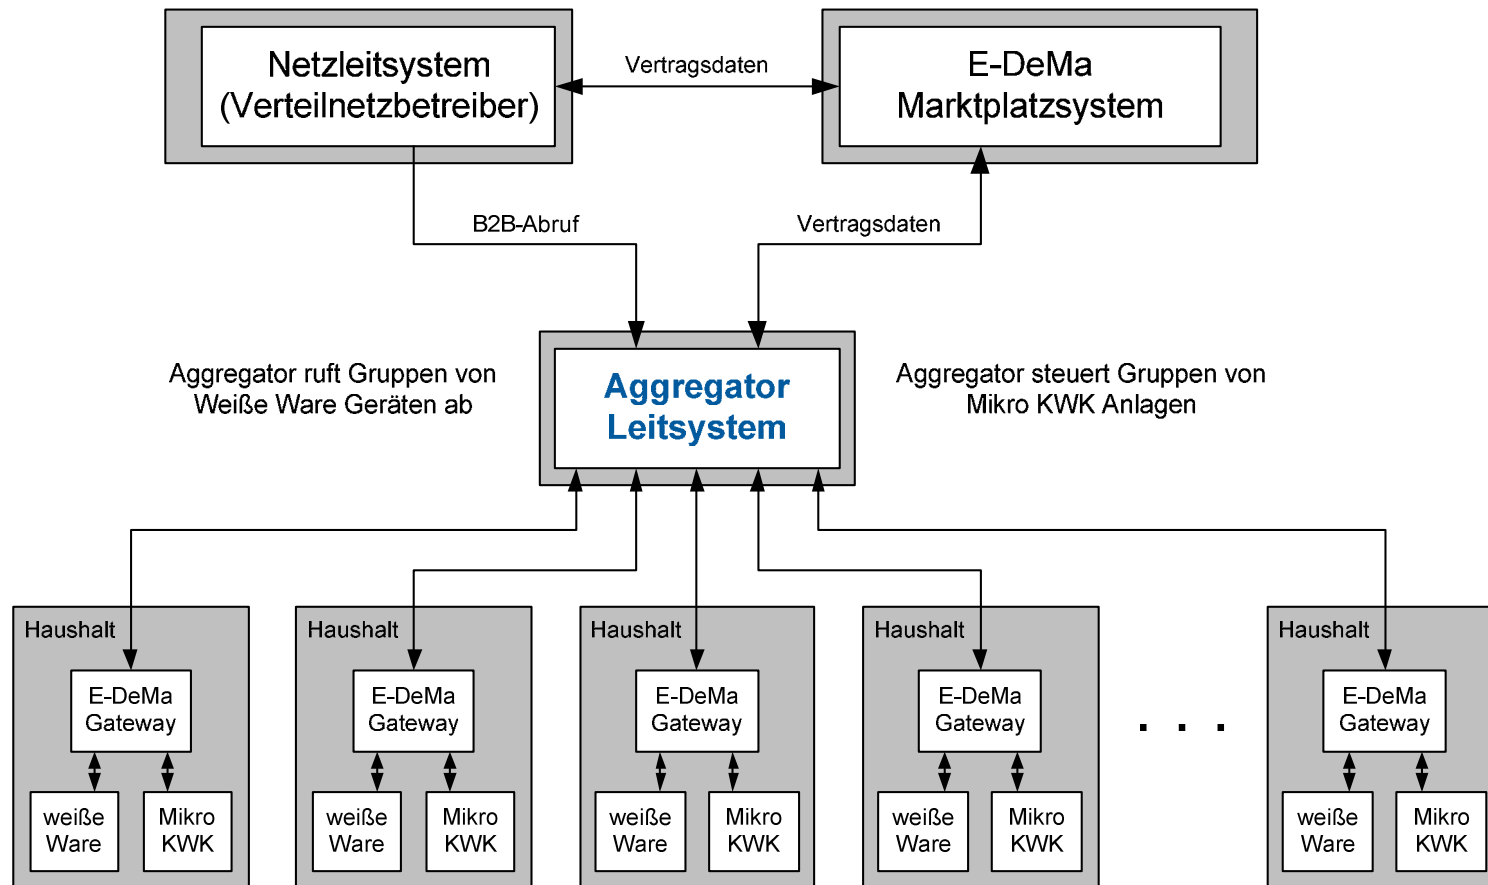 Netzleitsystem
(Verteilnetzbetreiber)
Vertragsdaten
E-DeMa
Marktplatzsystem
B2B-Abruf
Vertragsdaten
Aggregator ruft Gruppen von
Weiße Ware Geräten ab
Aggregator
Leitsystem
Aggregator steuert Gruppen von
Mikro KWK Anlagen
Haushalt
E-DeMa
Gateway
weiße
Ware
Mikro
KWK
Haushalt
E-DeMa
Gateway
weiße
Ware
Mikro
KWK
Haushalt
E-DeMa
Gateway
weiße
Ware
Mikro
KWK
Haushalt
E-DeMa
Gateway
weiße
Ware
Mikro
KWK
. . .
Haushalt
E-DeMa
Gateway
weiße
Ware
Mikro
KWK